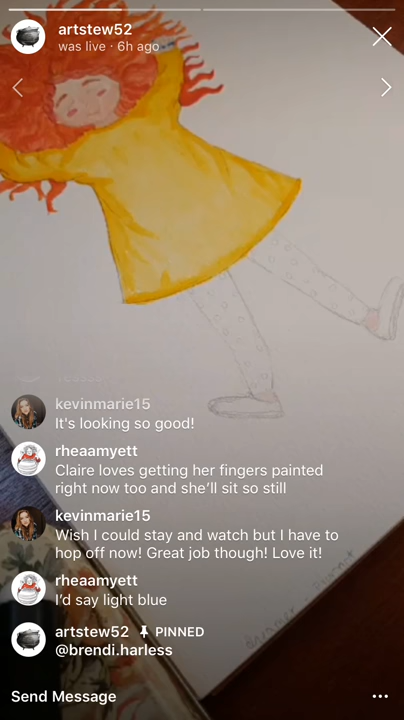 artstew52
was live · 6h ago
kevinmarie15
It's looking so good!
rheaamyett
Claire loves getting her fingers painted
right now too and she’ll sit so still
kevinmarie15
Wish I could stay and watch but I have to
hop off now! Great job though! Love it!
rheaamyett
I’d say light blue
artstew52 PINNED
@brendi.harless
Send Message